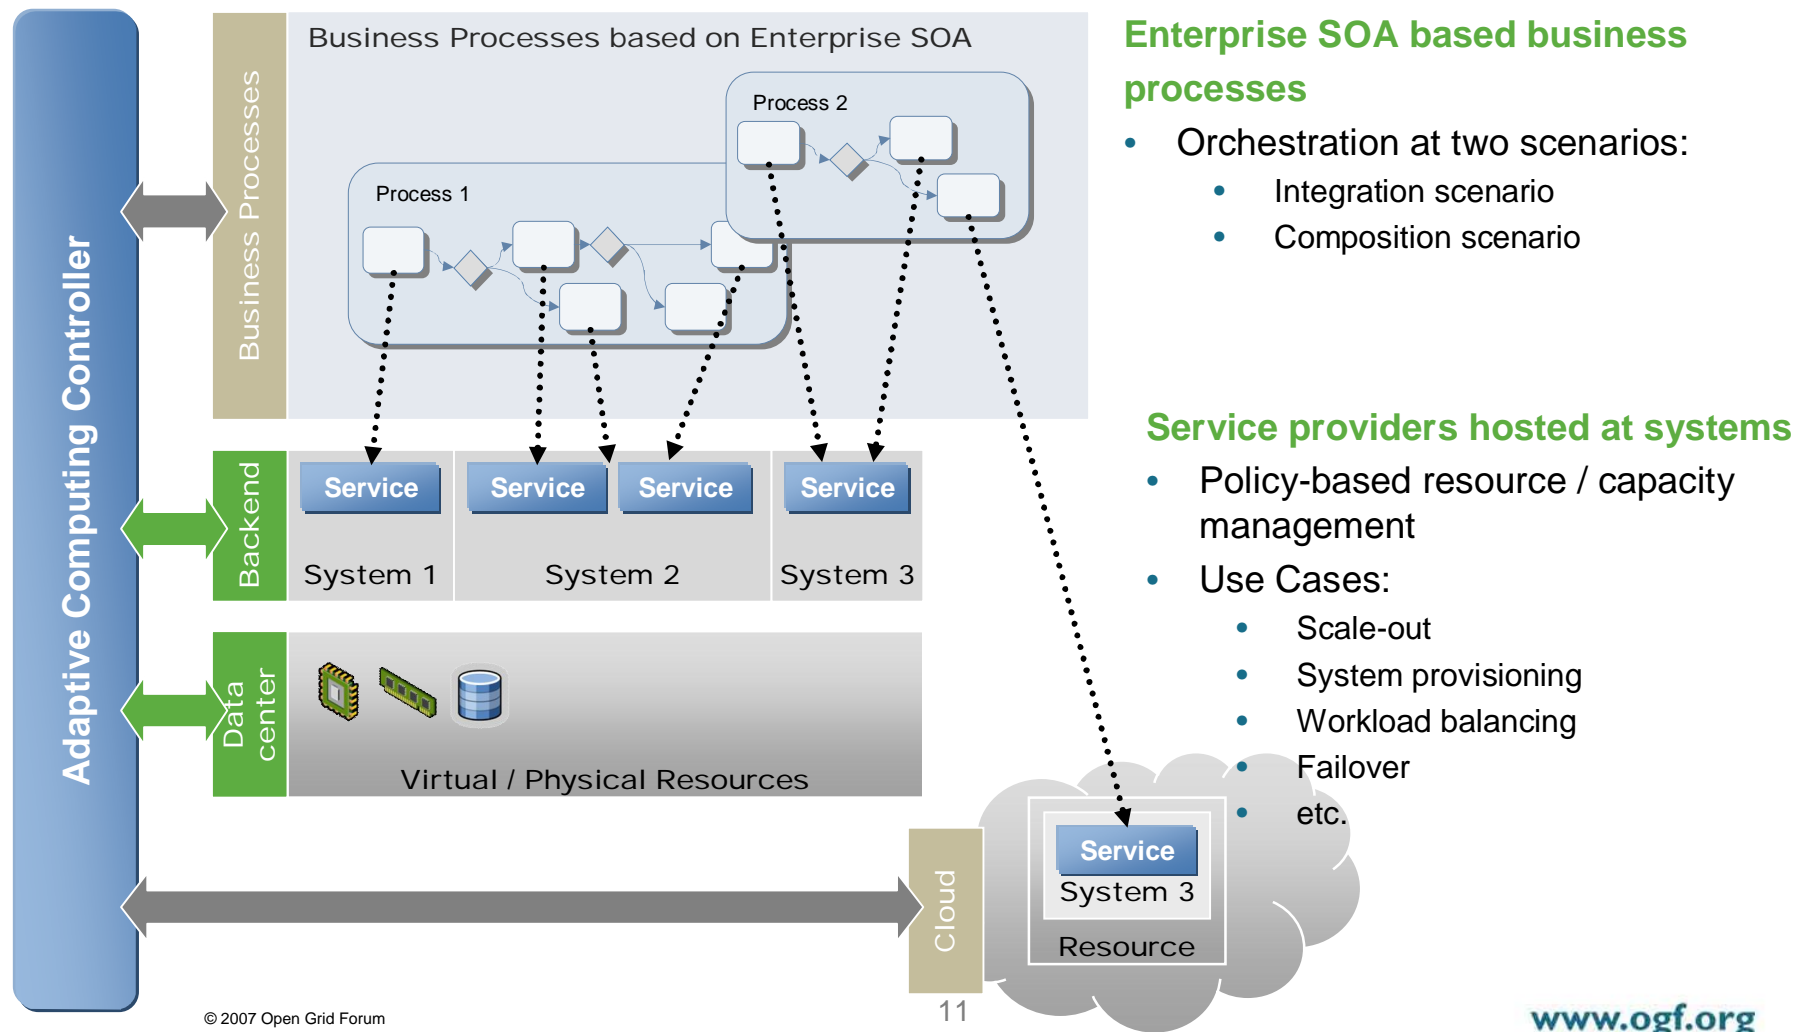 Adaptive Computing Controller
Business Processes
Business Processes based on Enterprise SOA
Process 2
Process 1
Backend
Service
Service
Service
Service
System 1
System 2
System 3
Data
center
Virtual / Physical Resources
Cloud
Service
System 3
Resource
Enterprise SOA based business
processes
• Orchestration at two scenarios:
• Integration scenario
• Composition scenario
Service providers hosted at systems
• Policy-based resource / capacity
management
• Use Cases:
• Scale-out
• System provisioning
• Workload balancing
• Failover
• etc.
© 2007 Open Grid Forum
11
www.ogf.org